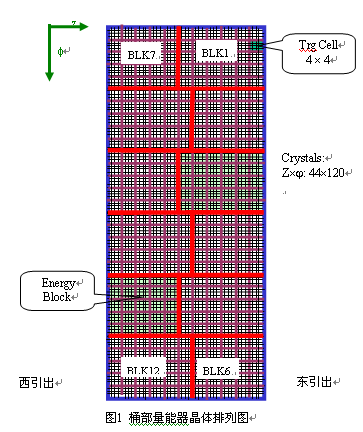 z
φ
BLK7
BLK1
Trg Cell
4 × 4
Crystals:
Z×φ: 44×120
Energy
Block
BLK12
BLK6
西引出
东引出
图1 桶部量能器晶体排列图